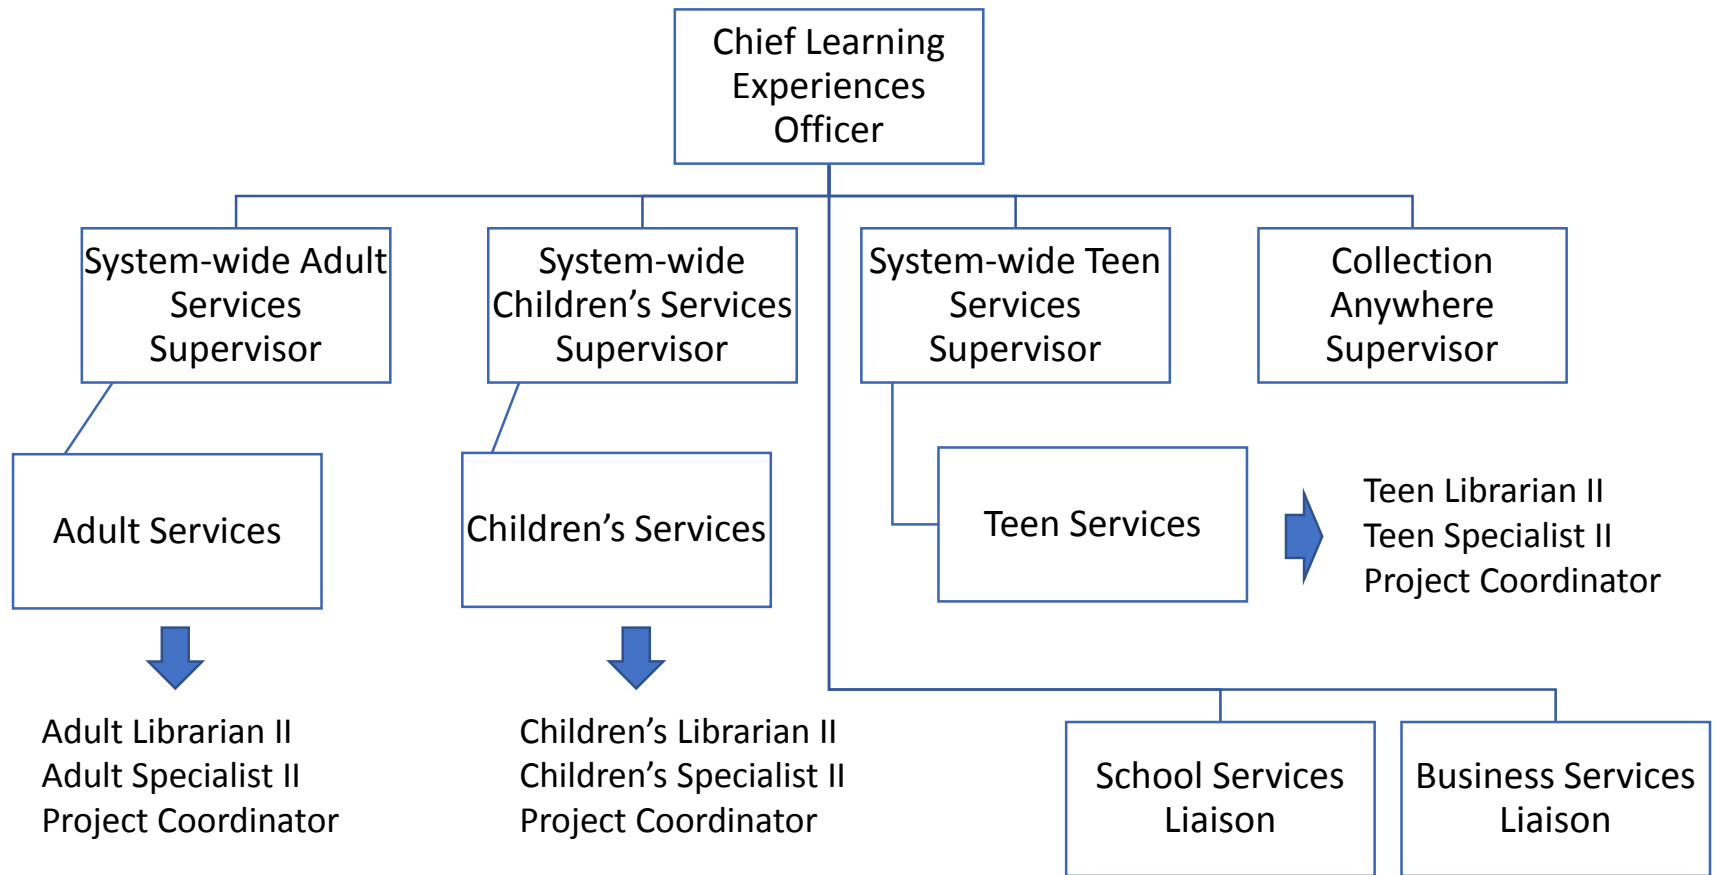 Chief Learning
Experiences
Officer
System-wide Adult
Services
Supervisor
System-wide
Children’s Services
Supervisor
System-wide Teen
Services
Supervisor
Collection
Anywhere
Supervisor
Adult Services
Children’s Services
Teen Services
Teen Librarian II
Teen Specialist II
Project Coordinator
Adult Librarian II
Adult Specialist II
Project Coordinator
Children’s Librarian II
Children’s Specialist II
Project Coordinator
School Services
Liaison
Business Services
Liaison